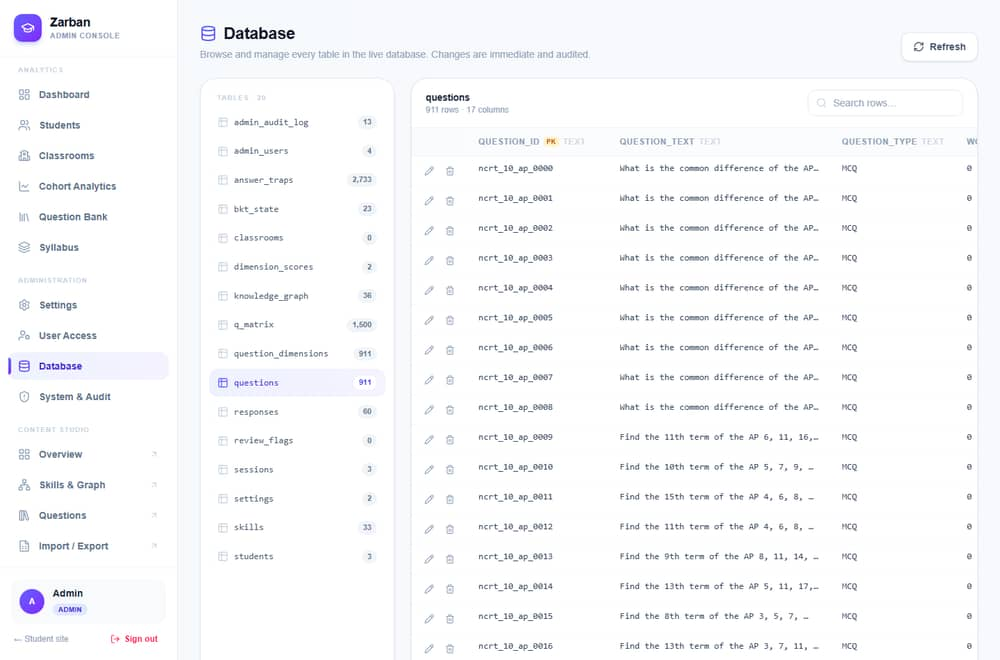 Zarban
ADMIN CONSOLE
ANALYTICS
Dashboard
Students
Classrooms
Cohort Analytics
Question Bank
Syllabus
ADMINISTRATION
Settings
User Access
Database
System & Audit
CONTENT STUDIO
Overview
Skills & Graph
Questions
Import / Export
A
Admin
ADMIN
← Student site
Sign out
Database
Browse and manage every table in the live database. Changes are immediate and audited.
Refresh
TABLES
admin_audit_log 13
admin_users 4
answer_traps 2,733
bkt_state 23
classrooms 0
dimension_scores 2
knowledge_graph 36
q_matrix 1,500
question_dimensions 911
questions 911
responses 60
review_flags 0
sessions 3
settings 2
skills 33
students 3
questions
911 rows · 17 columns
Search rows…
QUESTION_ID PK TEXT QUESTION_TEXT TEXT QUESTION_TYPE TEXT
ncrt_10_ap_0000 What is the common difference of the AP… MCQ 0
ncrt_10_ap_0001 What is the common difference of the AP… MCQ 0
ncrt_10_ap_0002 What is the common difference of the AP… MCQ 0
ncrt_10_ap_0003 What is the common difference of the AP… MCQ 0
ncrt_10_ap_0004 What is the common difference of the AP… MCQ 0
ncrt_10_ap_0005 What is the common difference of the AP… MCQ 0
ncrt_10_ap_0006 What is the common difference of the AP… MCQ 0
ncrt_10_ap_0007 What is the common difference of the AP… MCQ 0
ncrt_10_ap_0008 What is the common difference of the AP… MCQ 0
ncrt_10_ap_0009 Find the 11th term of the AP 6, 11, 16,… MCQ 0
ncrt_10_ap_0010 Find the 10th term of the AP 5, 7, 9, … MCQ 0
ncrt_10_ap_0011 Find the 15th term of the AP 4, 6, 8, … MCQ 0
ncrt_10_ap_0012 Find the 11th term of the AP 4, 6, 8, … MCQ 0
ncrt_10_ap_0013 Find the 9th term of the AP 8, 11, 14, … MCQ 0
ncrt_10_ap_0014 Find the 13th term of the AP 5, 11, 17,… MCQ 0
ncrt_10_ap_0015 Find the 8th term of the AP 3, 5, 7, … MCQ 0
ncrt_10_ap_0016 Find the 13th term of the AP 3, 7, 11, … MCQ 0